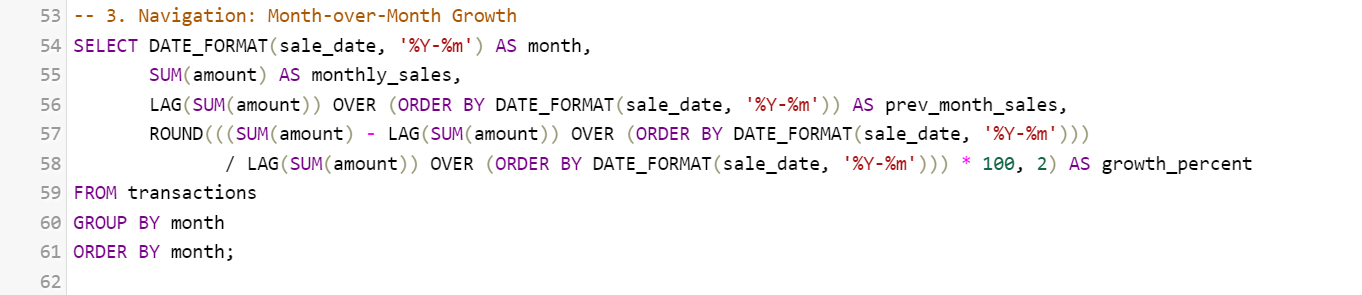 53 -- 3. Navigation: Month-over-Month Growth
54 SELECT DATE_FORMAT(sale_date, '%Y-%m') AS month,
55        SUM(amount) AS monthly_sales,
56        LAG(SUM(amount)) OVER (ORDER BY DATE_FORMAT(sale_date, '%Y-%m')) AS prev_month_sales,
57        ROUND(((SUM(amount) - LAG(SUM(amount)) OVER (ORDER BY DATE_FORMAT(sale_date, '%Y-%m')))
58               / LAG(SUM(amount)) OVER (ORDER BY DATE_FORMAT(sale_date, '%Y-%m'))) * 100, 2) AS growth_percent
59 FROM transactions
60 GROUP BY month
61 ORDER BY month;
62